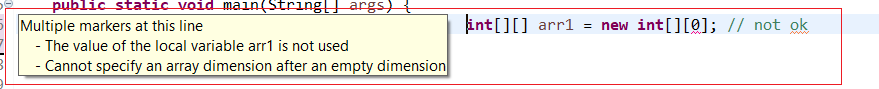 public static void main(String[] args) {
Multiple markers at this line
- The value of the local variable arr1 is not used
- Cannot specify an array dimension after an empty dimension
int[][] arr1 = new int[][0]; // not ok